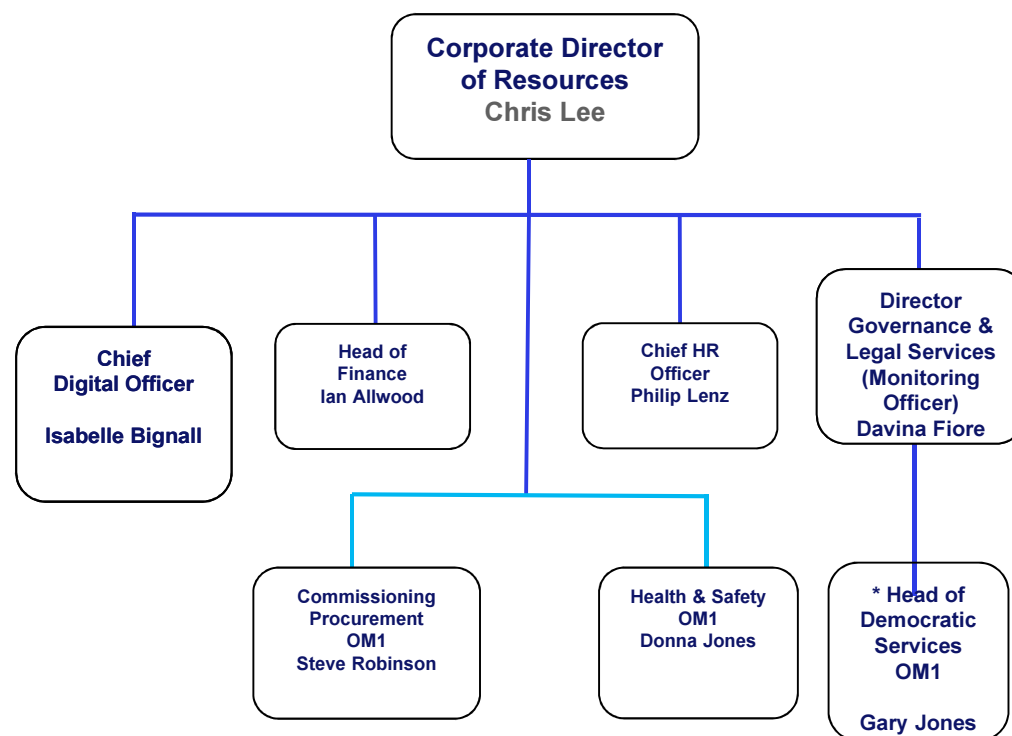 Corporate Director
of Resources
Chris Lee
Chief
Digital Officer
Isabelle Bignall
Head of
Finance
Ian Allwood
Chief HR
Officer
Philip Lenz
Director
Governance &
Legal Services
(Monitoring
Officer)
Davina Fiore
Commissioning
Procurement
OM1
Steve Robinson
Health & Safety
OM1
Donna Jones
* Head of
Democratic
Services
OM1
Gary Jones